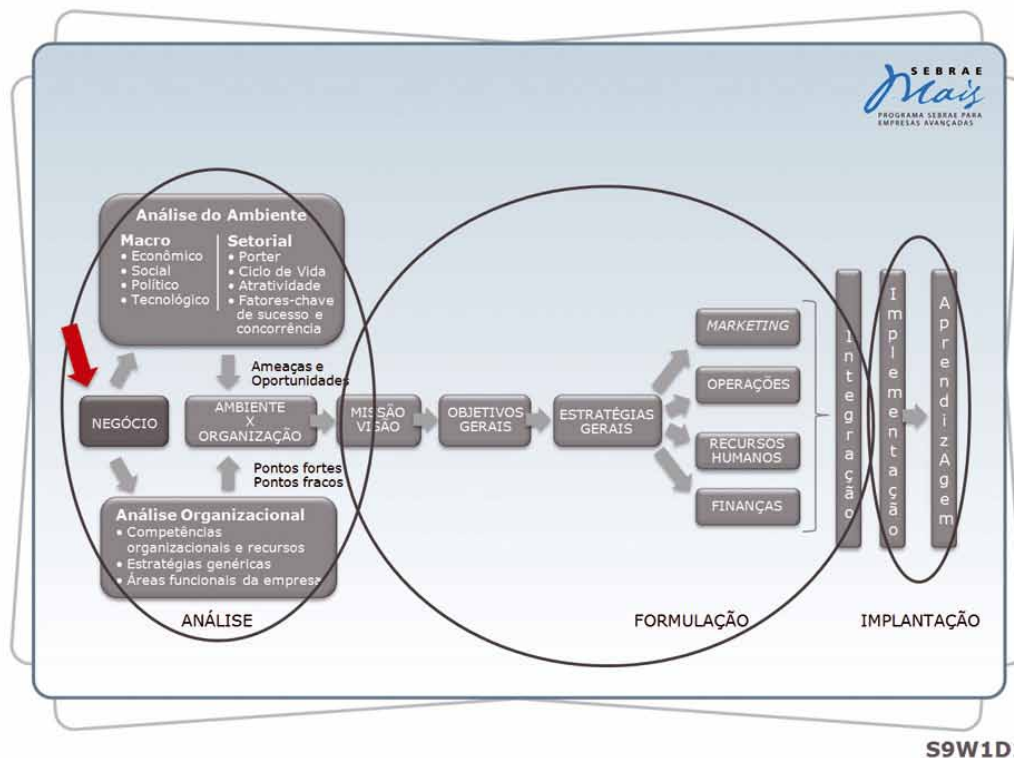 SEBRAE
Mais
PROGRAMA SEBRAE PARA
EMPRESAS AVANÇADAS
Análise do Ambiente
Macro
• Econômico
• Social
• Político
• Tecnológico
Setorial
• Porter
• Ciclo de Vida
• Atratividade
• Fatores-chave
de sucesso e
concorrência
Ameaças e
Oportunidades
NEGÓCIO
AMBIENTE
X
ORGANIZAÇÃO
MISSÃO
VISÃO
OBJETIVOS
GERAIS
ESTRATÉGIAS
GERAIS
MARKETING
OPERAÇÕES
RECURSOS
HUMANOS
FINANÇAS
Integração
Implementação
AprendizAgem
Pontos fortes
Pontos fracos
Análise Organizacional
• Competências
organizacionais e recursos
• Estratégias genéricas
• Áreas funcionais da empresa
ANÁLISE
FORMULAÇÃO
IMPLANTAÇÃO